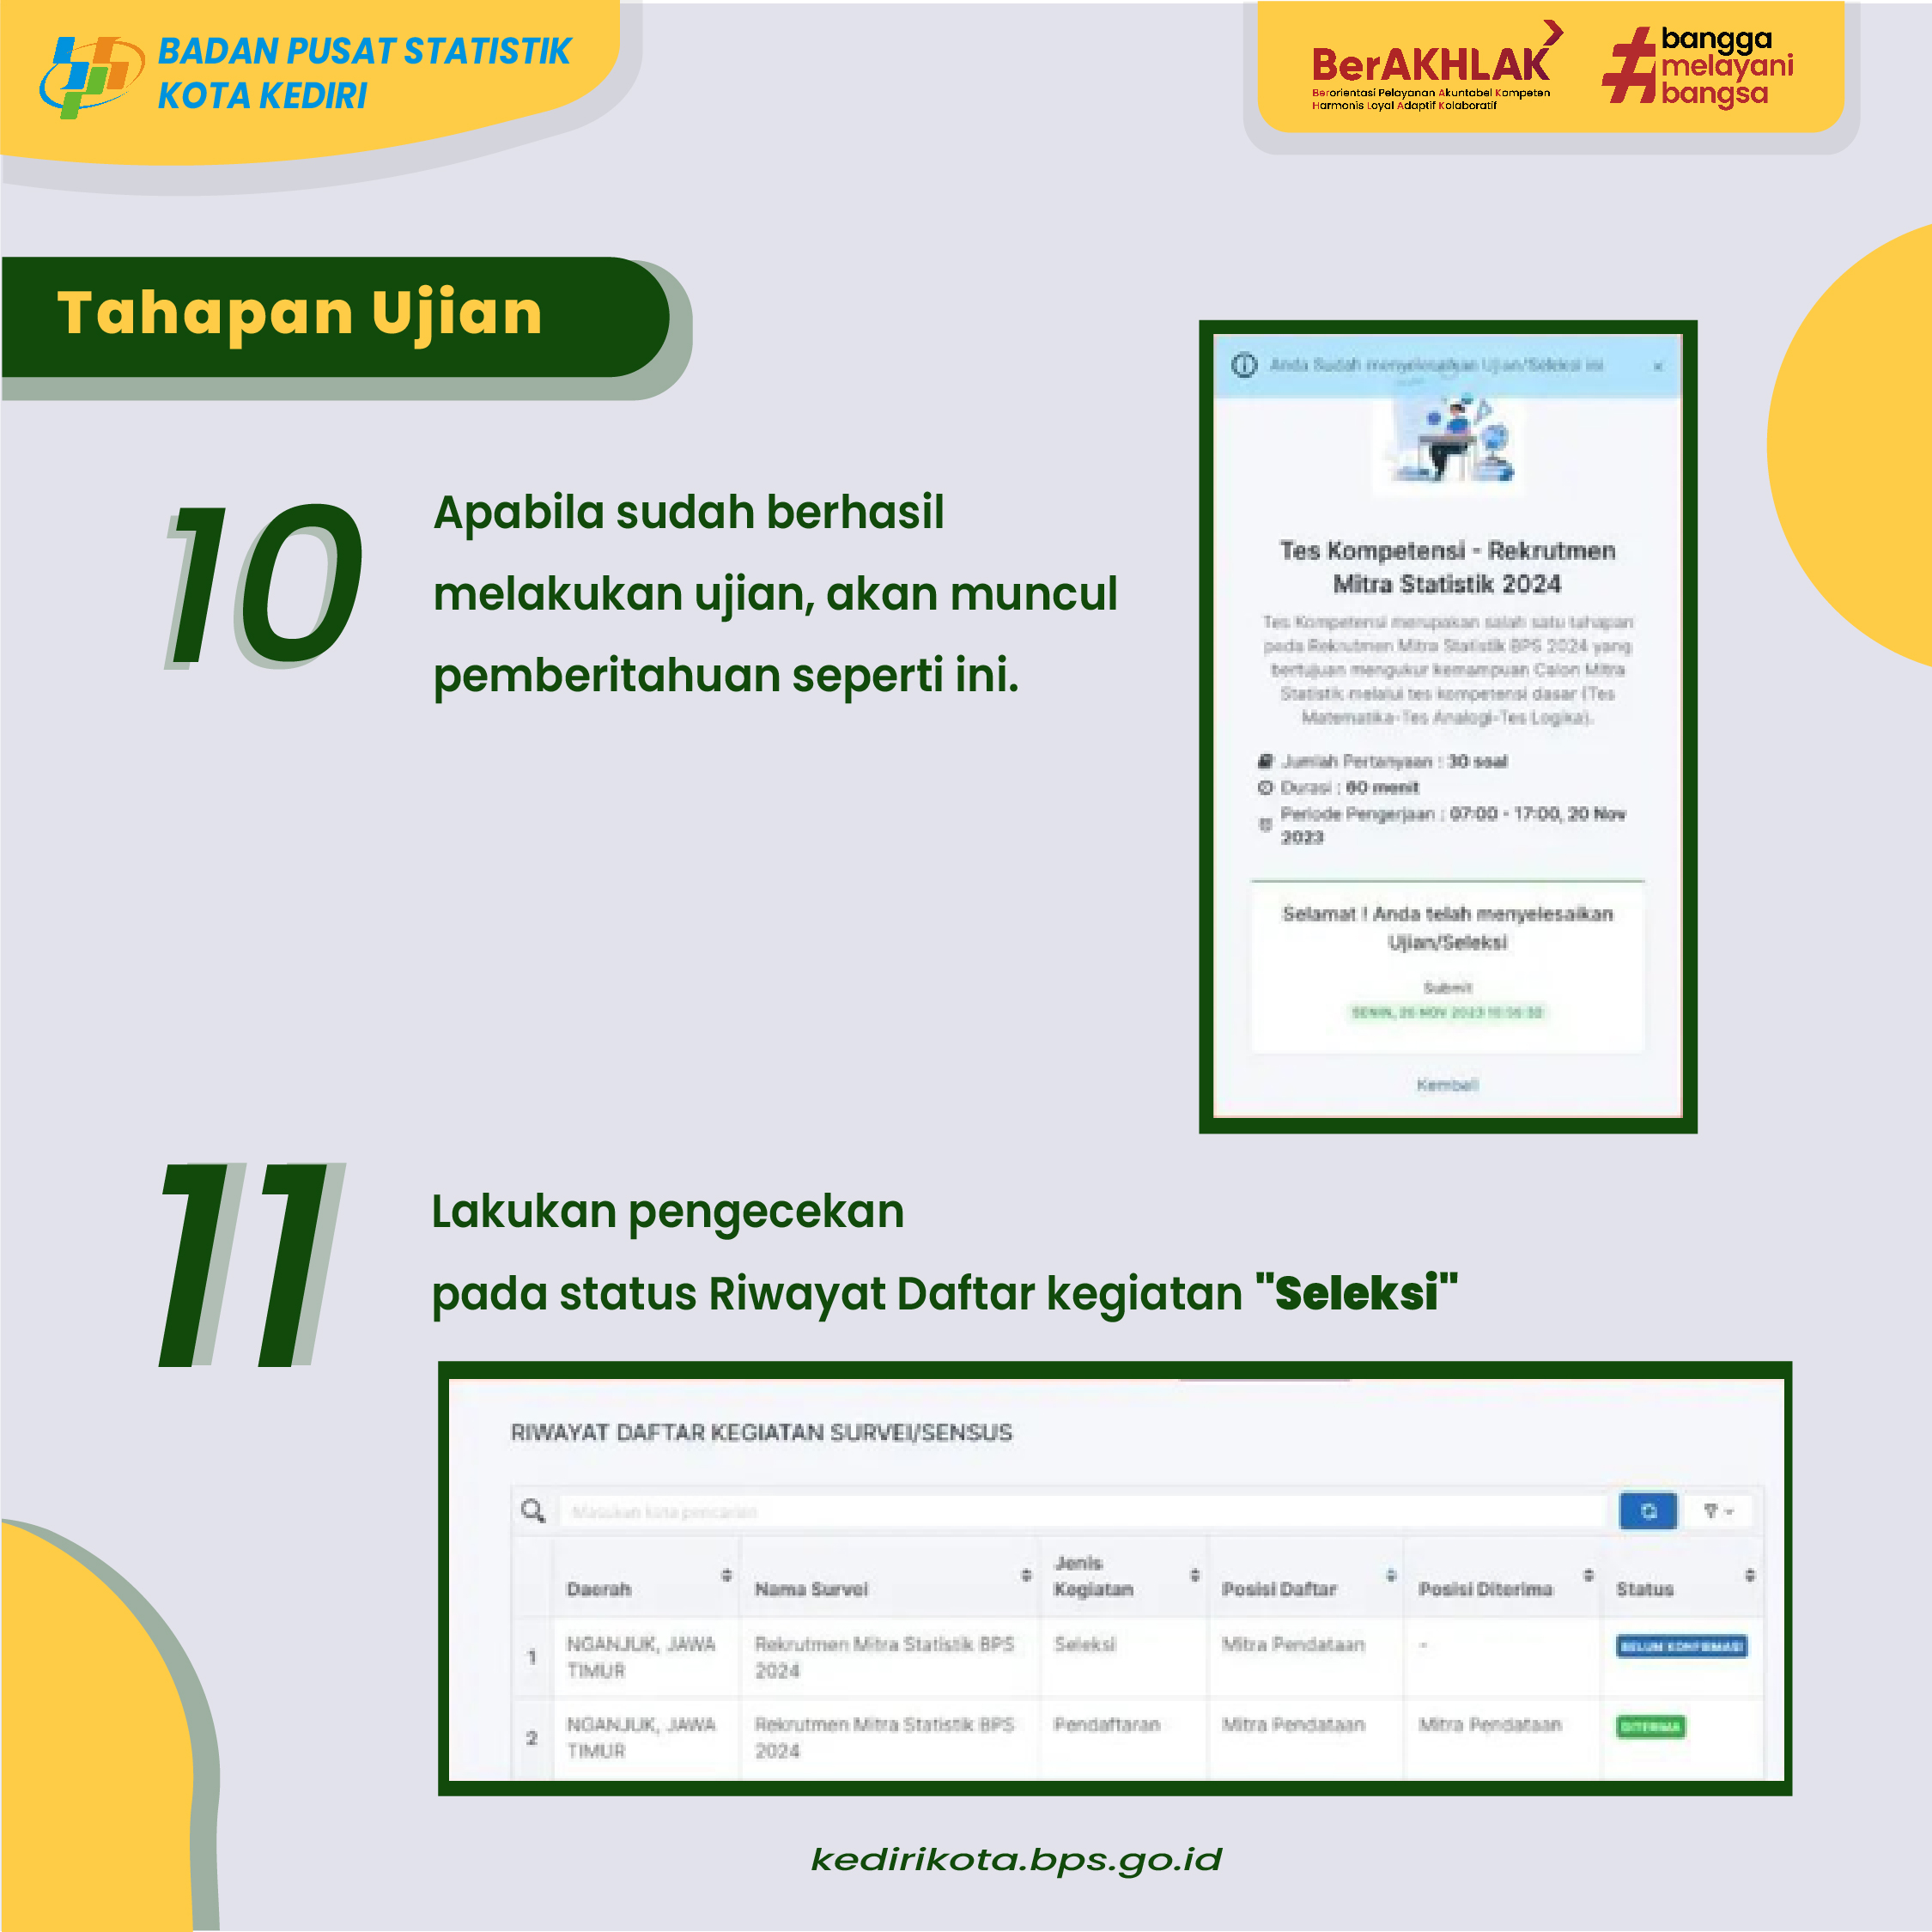 BADAN PUSAT STATISTIK
KOTA KEDIRI
BerAKHLAK
Berorientasi Pelayanan Akuntabel Kompeten
Harmonis Loyal Adaptif Kolaboratif
#bangga
melayani
bangsa
Tahapan Ujian
10
Apabila sudah berhasil
melakukan ujian, akan muncul
pemberitahuan seperti ini.
Anda Sudah menyelesaikan Ujian/Seleksi ini
Tes Kompetensi - Rekrutmen
Mitra Statistik 2024
Tes Kompetensi merupakan salah satu tahapan
pada Rekrutmen Mitra Statistik BPS 2024 yang
bertujuan mengukur kemampuan Calon Mitra
Statistik melalui tes kompetensi dasar (Tes
Matematika-Tes Analogi-Tes Logika).
Jumlah Pertanyaan : 30 soal
Durasi : 60 menit
Periode Pengerjaan : 07:00 - 17:00, 20 Nov
2023
Selamat ! Anda telah menyelesaikan
Ujian/Seleksi
Submit
SENIN, 20 NOV 2023
Kembali
11
Lakukan pengecekan
pada status Riwayat Daftar kegiatan "Seleksi"
RIWAYAT DAFTAR KEGIATAN SURVEI/SENSUS
Masukan kata pencarian
Daerah Nama Survei Jenis Kegiatan Posisi Daftar Posisi Diterima Status
1 NGANJUK, JAWA TIMUR Rekrutmen Mitra Statistik BPS 2024 Seleksi Mitra Pendataan - BELUM KONFIRMASI
2 NGANJUK, JAWA TIMUR Rekrutmen Mitra Statistik BPS 2024 Pendaftaran Mitra Pendataan Mitra Pendataan DITERIMA
kedirikota.bps.go.id